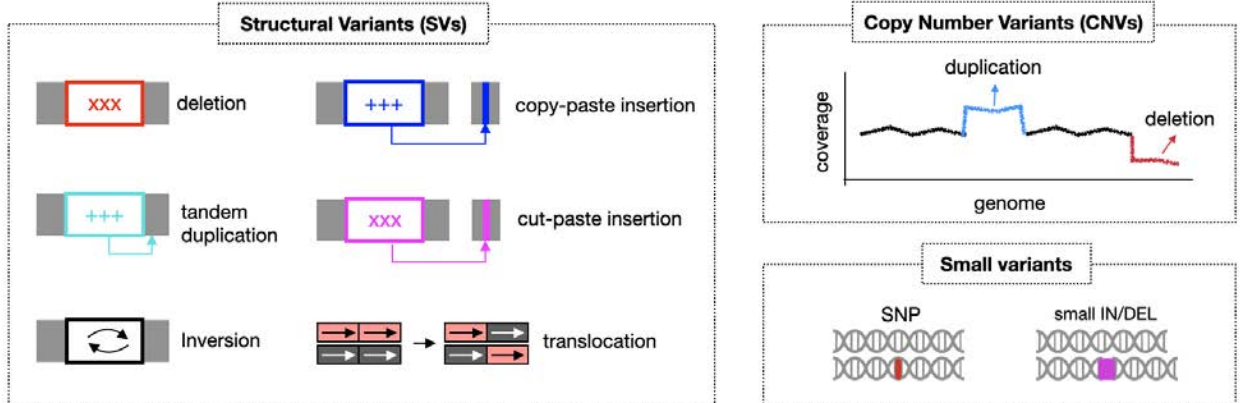 Structural Variants (SVs)
XXX
deletion
+++
copy-paste insertion
+++
tandem
duplication
XXX
cut-paste insertion
Inversion
translocation
Copy Number Variants (CNVs)
duplication
deletion
coverage
genome
Small variants
SNP
small IN/DEL